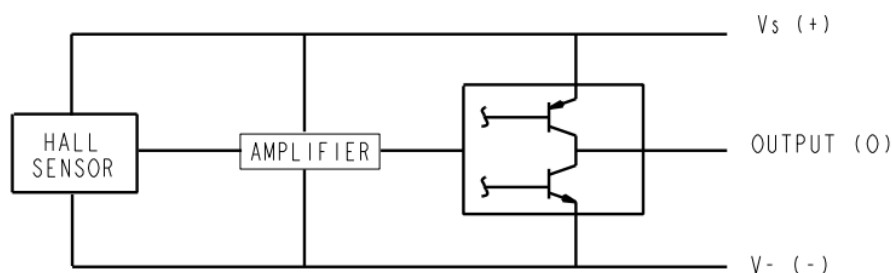 Vs (+)
HALL
SENSOR
AMPLIFIER
OUTPUT (O)
V- (-)